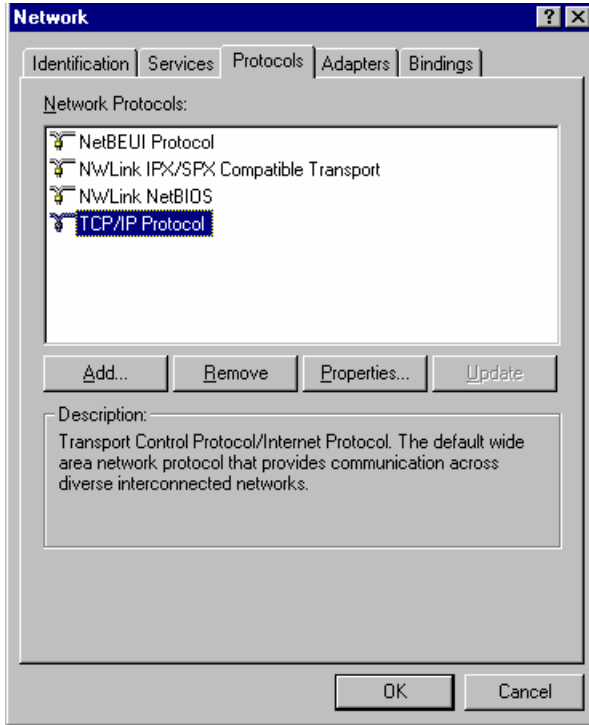 Network
Identification Services Protocols Adapters Bindings
Network Protocols:
NetBEUI Protocol
NWLink IPX/SPX Compatible Transport
NWLink NetBIOS
TCP/IP Protocol
Add... Remove Properties... Update
Description:
Transport Control Protocol/Internet Protocol. The default wide
area network protocol that provides communication across
diverse interconnected networks.
OK Cancel